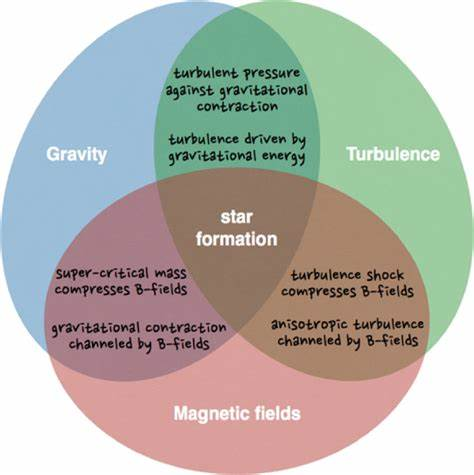 turbulent pressure
against gravitational
contraction
turbulence driven by
gravitational energy
Gravity
Turbulence
star
formation
super-critical mass
compresses B-fields
gravitational contraction
channeled by B-fields
turbulence shock
compresses B-fields
anisotropic turbulence
channeled by B-fields
Magnetic fields